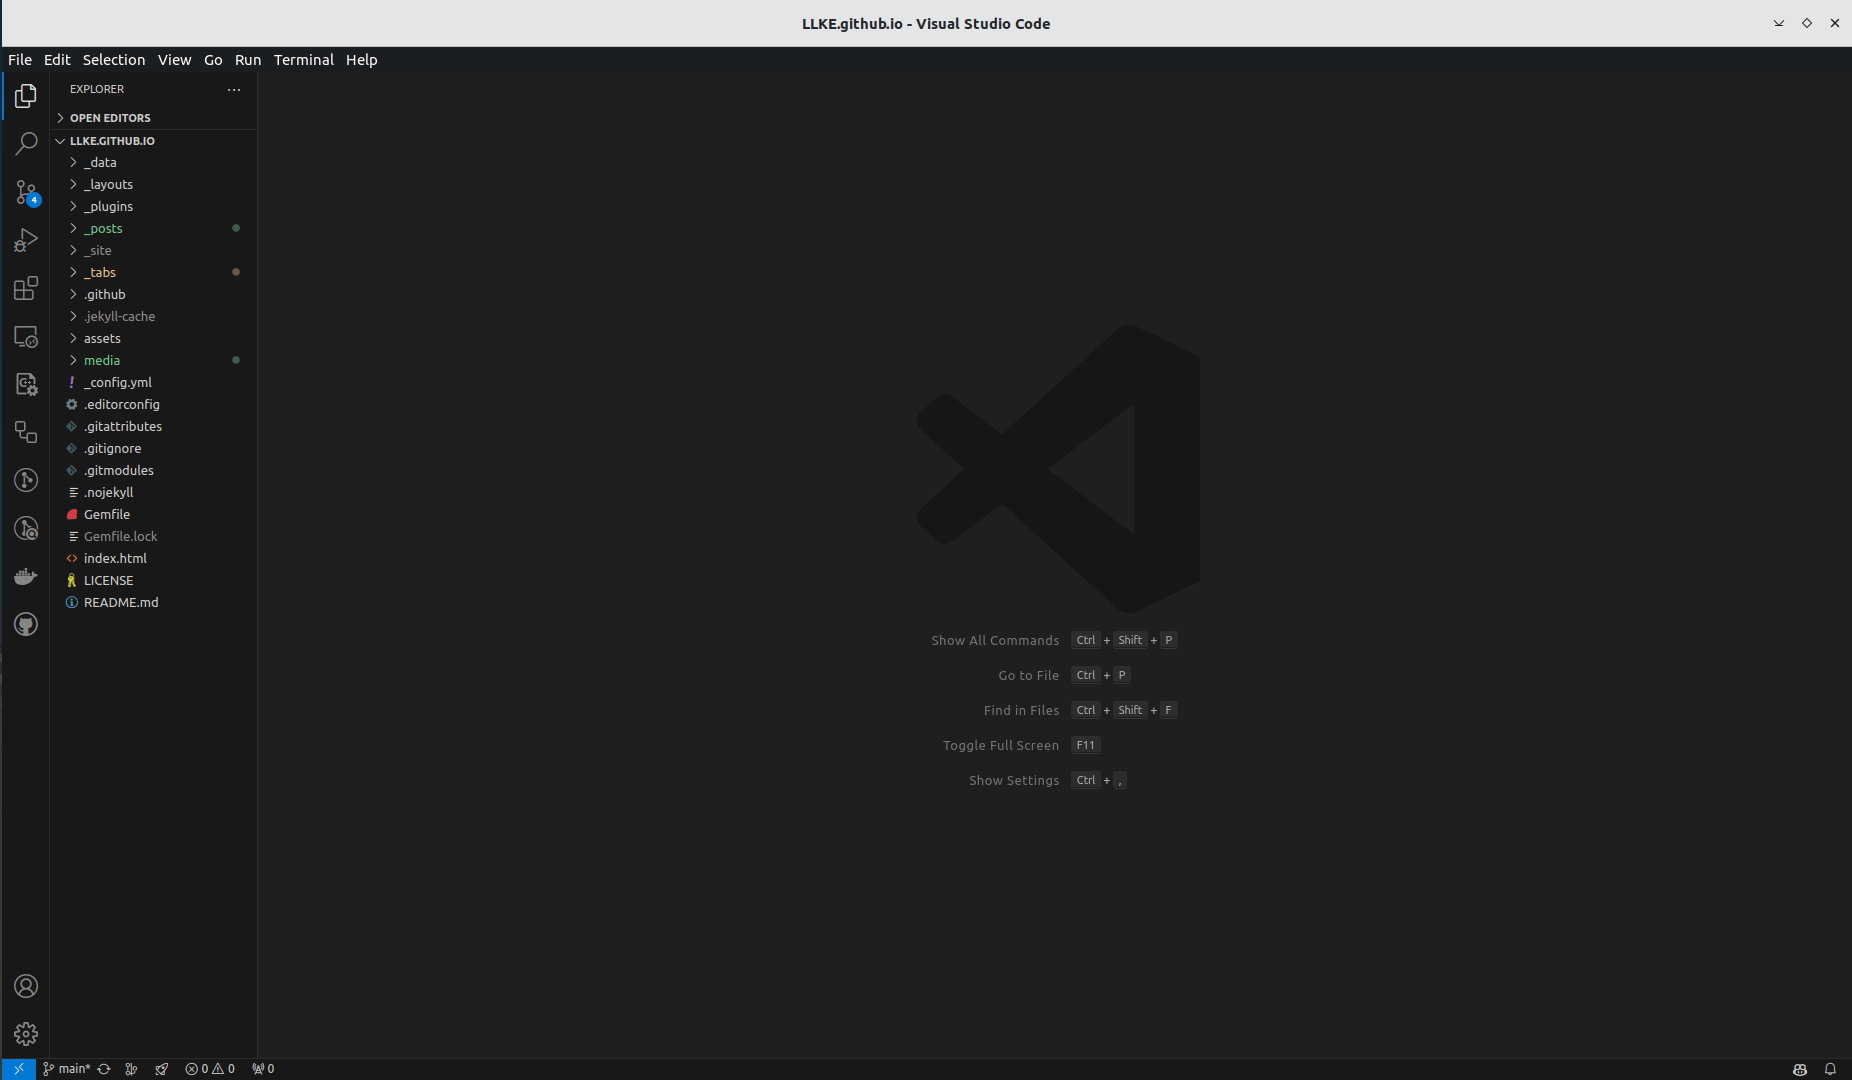 LLKE.github.io - Visual Studio Code
File Edit Selection View Go Run Terminal Help
EXPLORER
OPEN EDITORS
LLKE.GITHUB.IO
_data
_layouts
_plugins
_posts
_site
_tabs
.github
.jekyll-cache
assets
media
_config.yml
.editorconfig
.gitattributes
.gitignore
.gitmodules
.nojekyll
Gemfile
Gemfile.lock
index.html
LICENSE
README.md
4
Show All Commands Ctrl + Shift + P
Go to File Ctrl + P
Find in Files Ctrl + Shift + F
Toggle Full Screen F11
Show Settings Ctrl + ,
main* 0 0 0